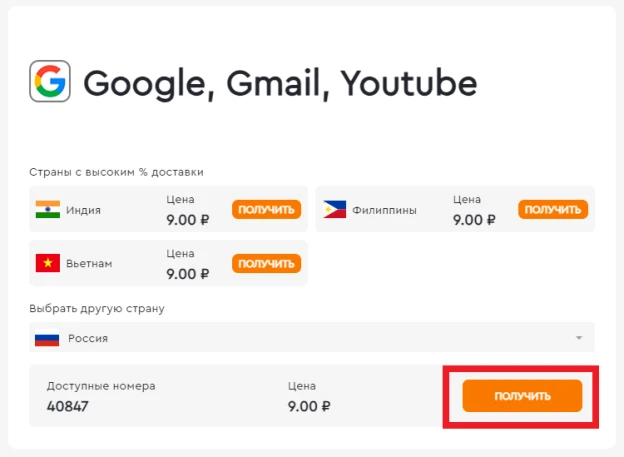 Google, Gmail, Youtube
Страны с высоким % доставки
Индия
Цена
9.00 ₽
ПОЛУЧИТЬ
Филиппины
Цена
9.00 ₽
ПОЛУЧИТЬ
Вьетнам
Цена
9.00 ₽
ПОЛУЧИТЬ
Выбрать другую страну
Россия
Доступные номера
40847
Цена
9.00 ₽
ПОЛУЧИТЬ